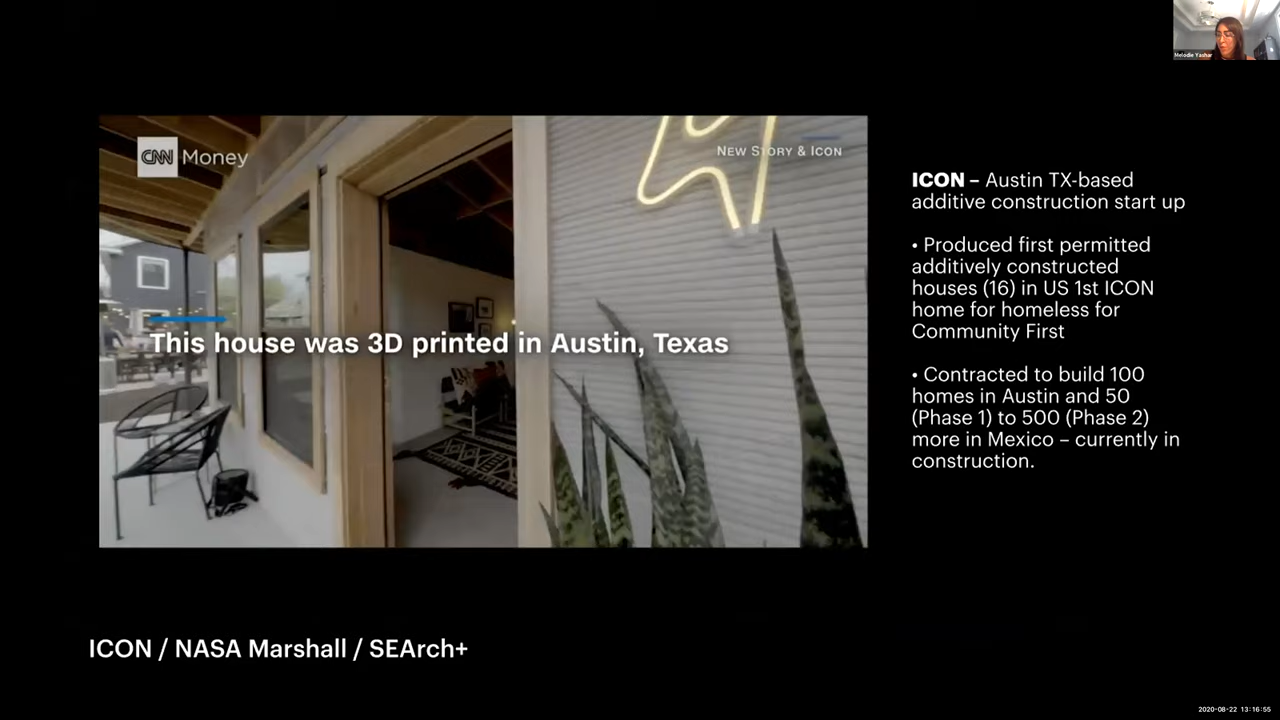 Melodie Yashar
CNN Money
NEW STORY & ICON
This house was 3D printed in Austin, Texas
ICON – Austin TX-based
additive construction start up
• Produced first permitted
additively constructed
houses (16) in US 1st ICON
home for homeless for
Community First
• Contracted to build 100
homes in Austin and 50
(Phase 1) to 500 (Phase 2)
more in Mexico – currently in
construction.
ICON / NASA Marshall / SEArch+
2020-08-22 13:16:55